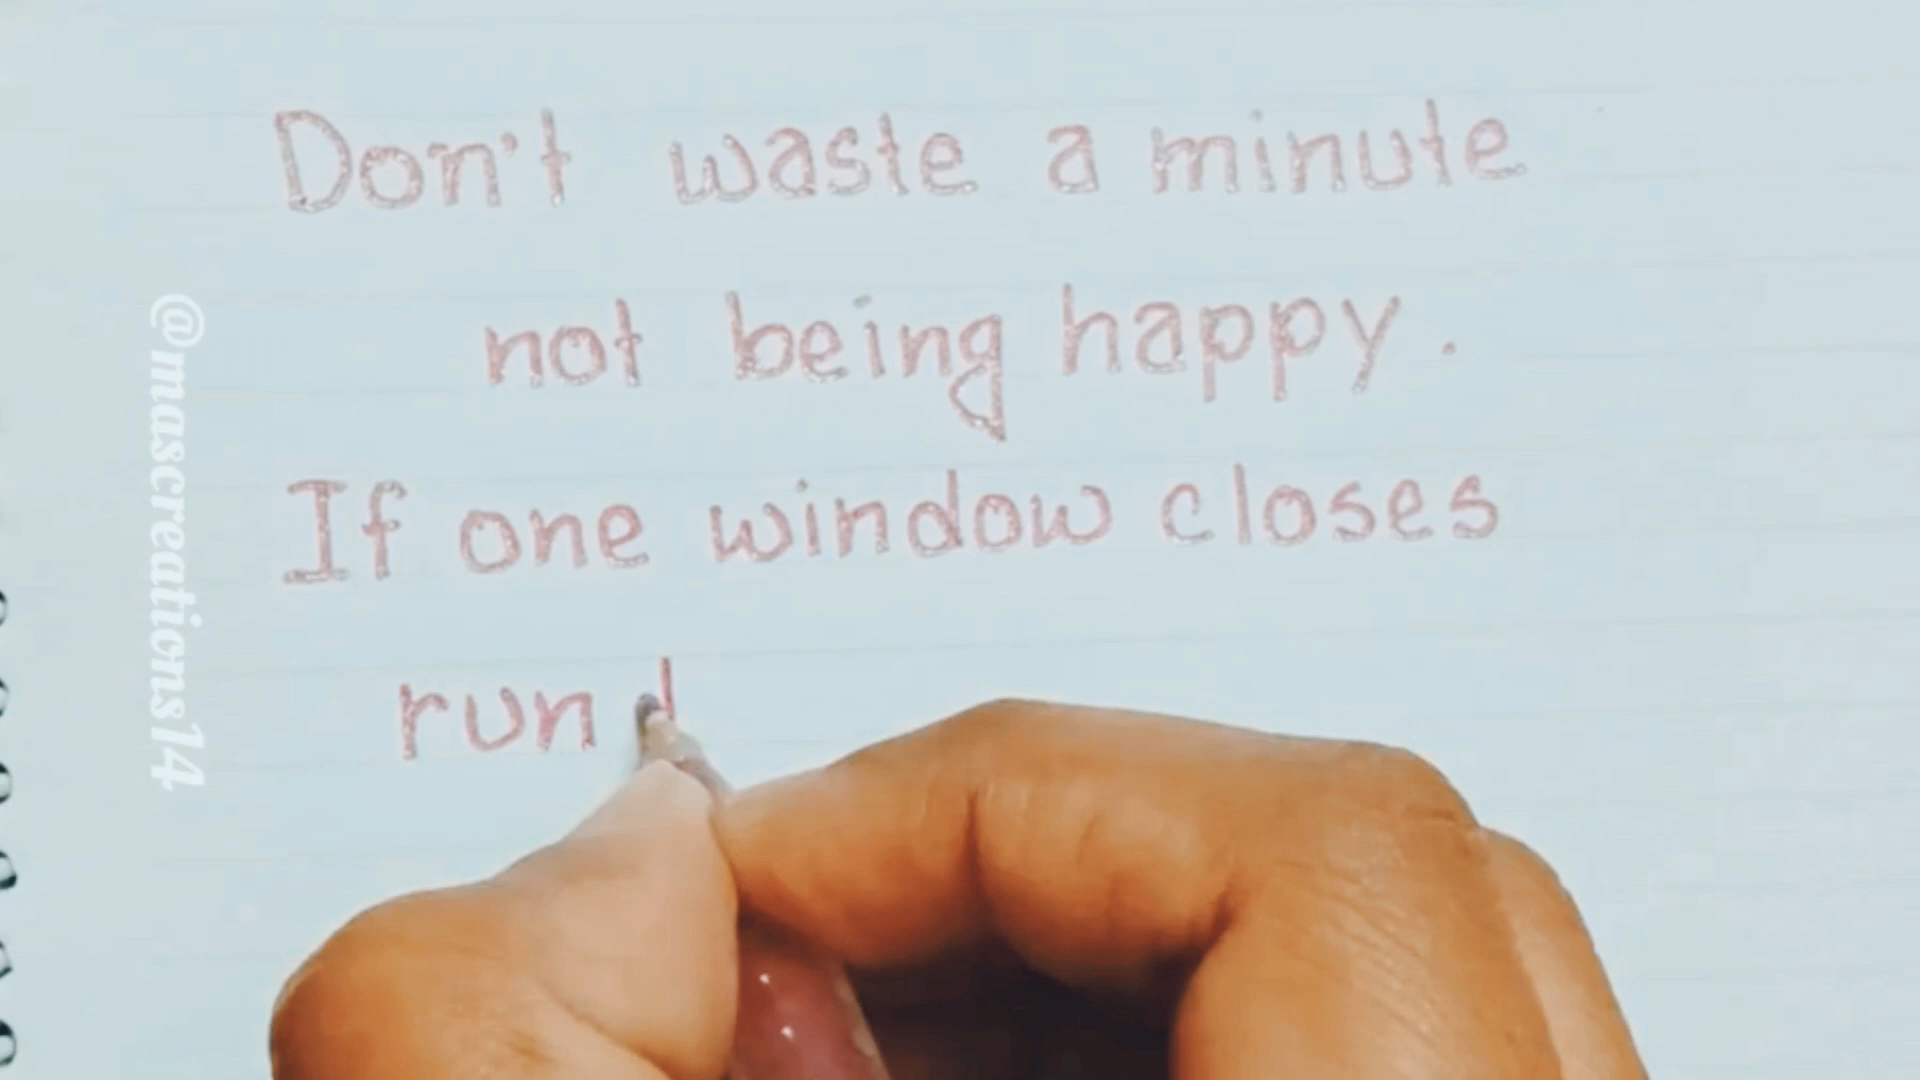 Don't waste a minute
not being happy.
If one window closes
run
@mascreations14